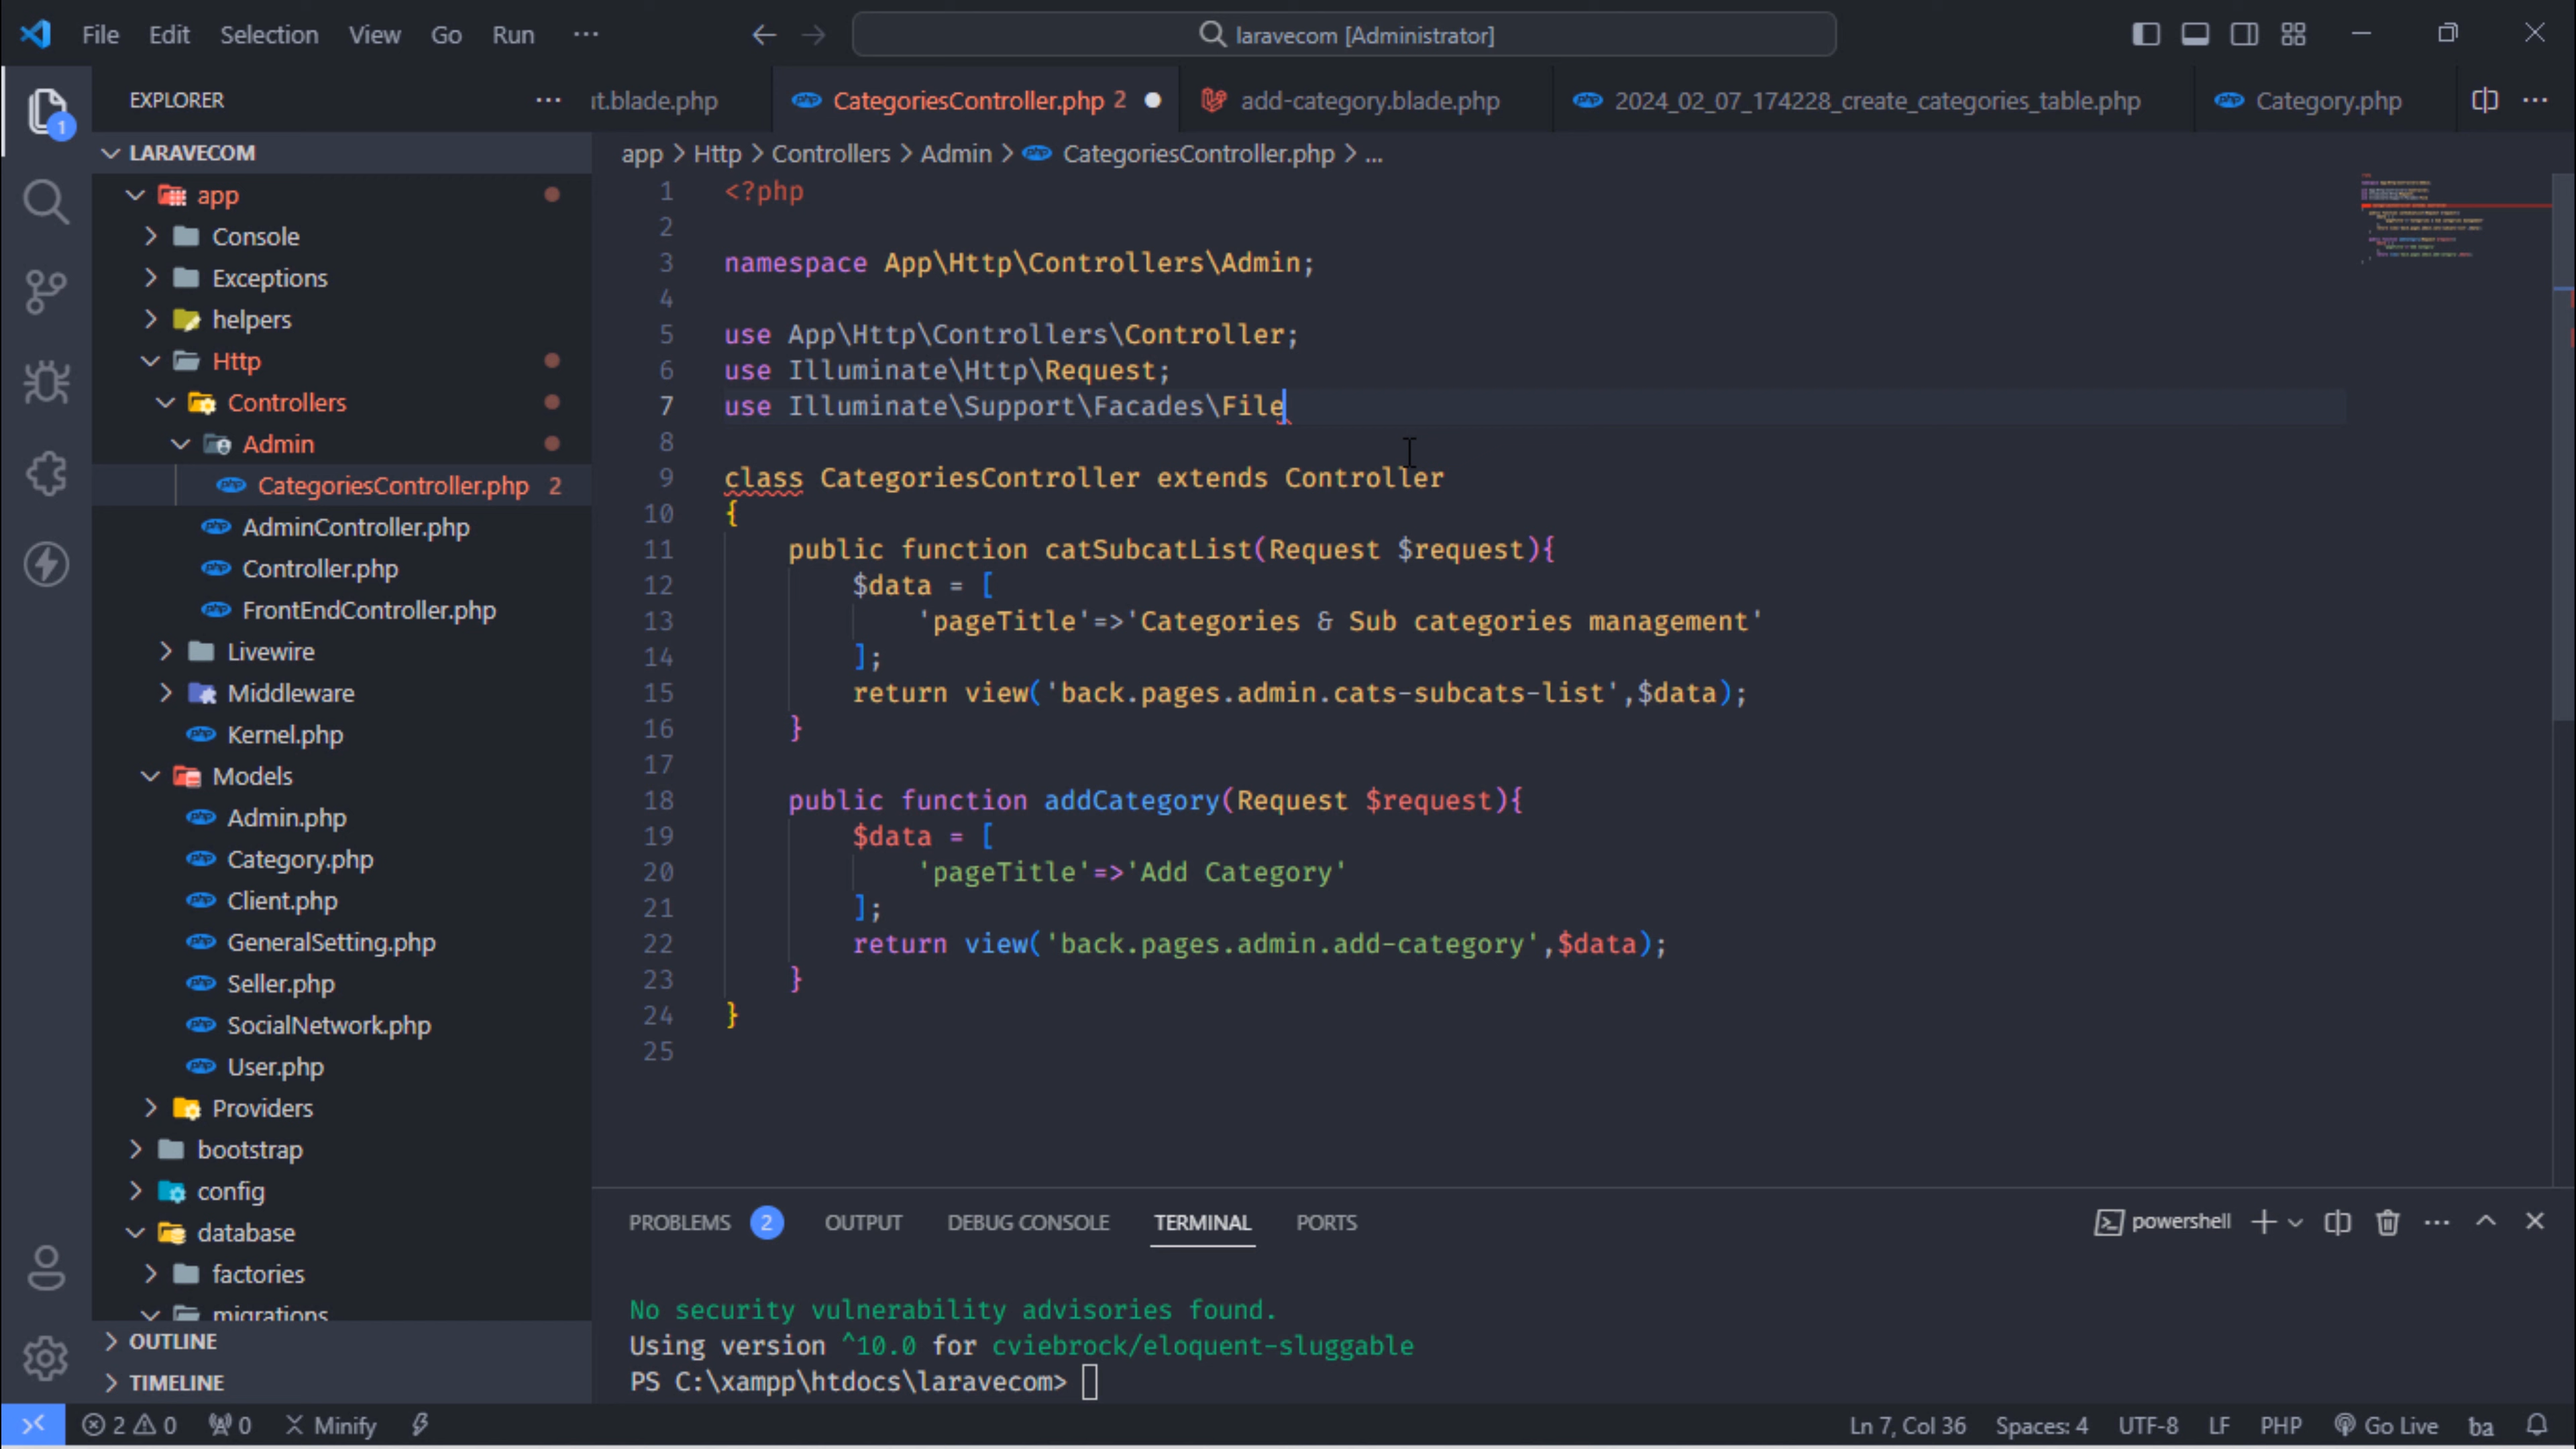 File Edit Selection View Go Run ··· laravecom [Administrator]
EXPLORER ··· ut.blade.php CategoriesController.php 2 add-category.blade.php 2024_02_07_174228_create_categories_table.php Category.php ···
app > Http > Controllers > Admin > CategoriesController.php > ...
LARAVECOM
app
Console
Exceptions
helpers
Http
Controllers
Admin
CategoriesController.php 2
AdminController.php
Controller.php
FrontEndController.php
Livewire
Middleware
Kernel.php
Models
Admin.php
Category.php
Client.php
GeneralSetting.php
Seller.php
SocialNetwork.php
User.php
Providers
bootstrap
config
database
factories
migrations
OUTLINE
TIMELINE
1
1 <?php
2
3 namespace App\Http\Controllers\Admin;
4
5 use App\Http\Controllers\Controller;
6 use Illuminate\Http\Request;
7 use Illuminate\Support\Facades\File
8
9 class CategoriesController extends Controller
10 {
11 public function catSubcatList(Request $request){
12 $data = [
13 'pageTitle'=>'Categories & Sub categories management'
14 ];
15 return view('back.pages.admin.cats-subcats-list',$data);
16 }
17
18 public function addCategory(Request $request){
19 $data = [
20 'pageTitle'=>'Add Category'
21 ];
22 return view('back.pages.admin.add-category',$data);
23 }
24 }
25
PROBLEMS 2 OUTPUT DEBUG CONSOLE TERMINAL PORTS powershell ···
No security vulnerability advisories found.
Using version ^10.0 for cviebrock/eloquent-sluggable
PS C:\xampp\htdocs\laravecom>
2 0 0 Minify Ln 7, Col 36 Spaces: 4 UTF-8 LF PHP Go Live ba